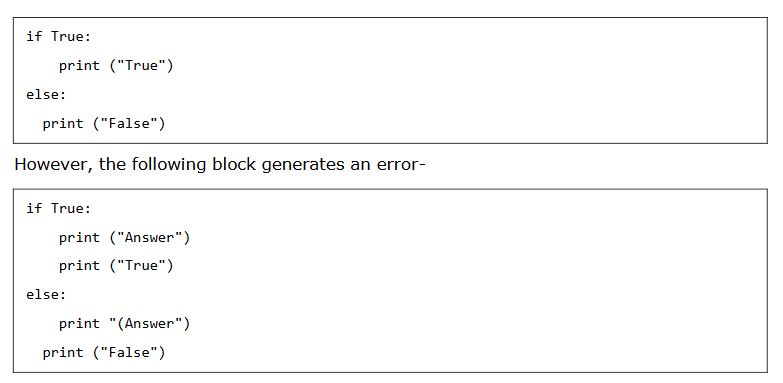 if True:
    print ("True")
else:
  print ("False")
However, the following block generates an error-
if True:
    print ("Answer")
    print ("True")
else:
    print "(Answer")
  print ("False")